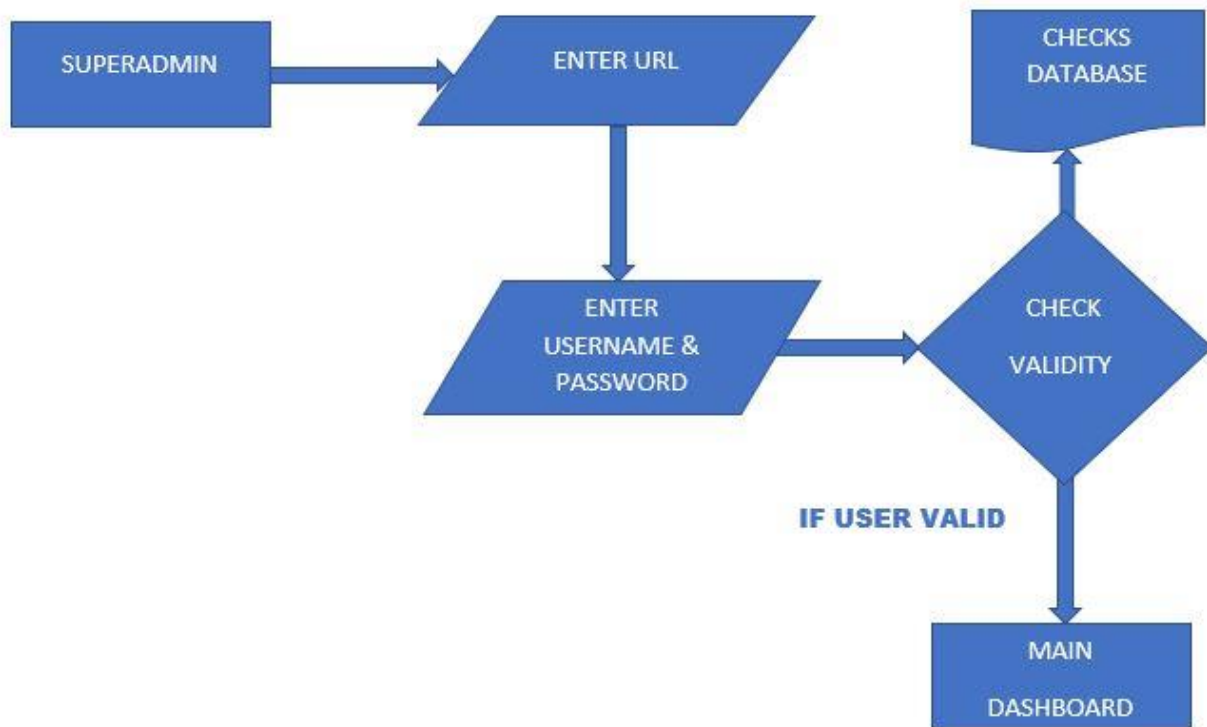 SUPERADMIN
ENTER URL
CHECKS
DATABASE
ENTER
USERNAME &
PASSWORD
CHECK
VALIDITY
IF USER VALID
MAIN
DASHBOARD